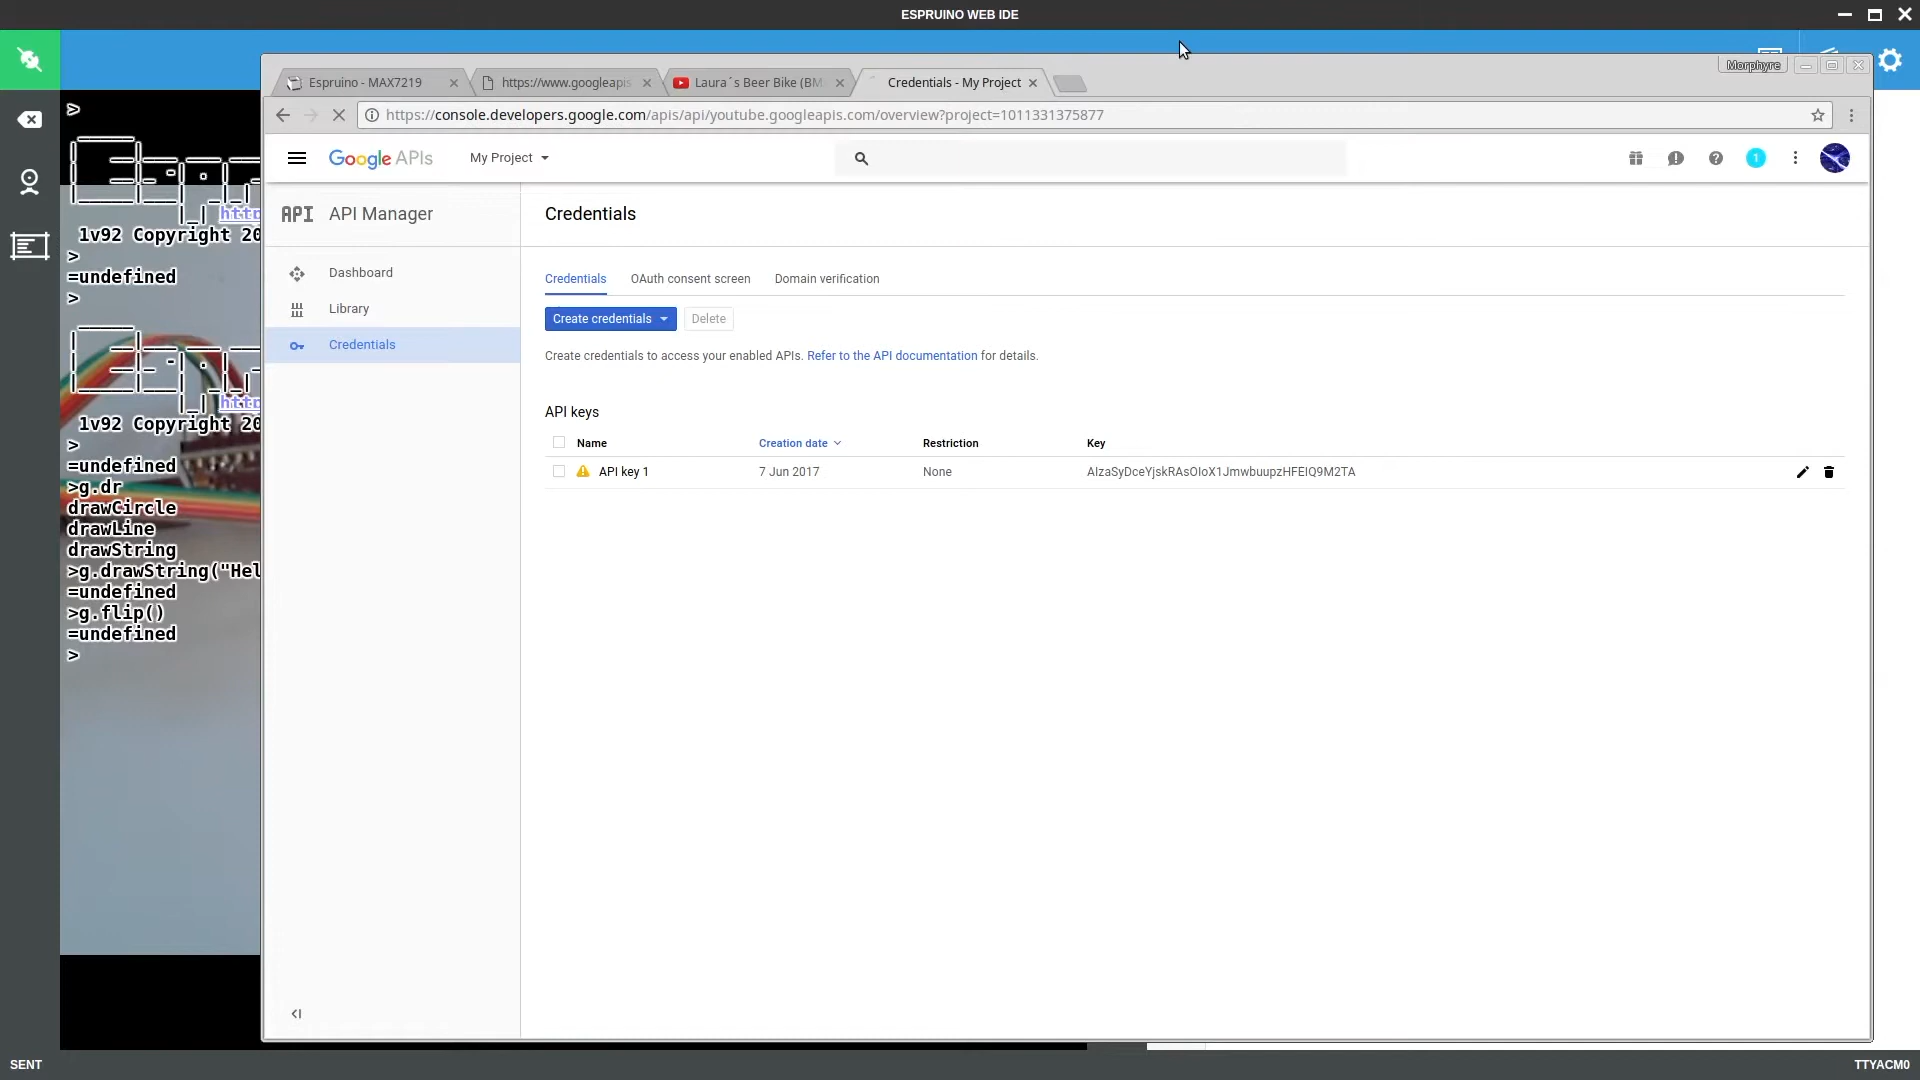 ESPRUINO WEB IDE
Morphyre
Espruino - MAX7219
https://www.googleapis
Laura´s Beer Bike (BM
Credentials - My Project
https://console.developers.google.com/apis/api/youtube.googleapis.com/overview?project=1011331375877
Google APIs
My Project
1
API API Manager
Credentials
Dashboard
Library
Credentials
Credentials OAuth consent screen Domain verification
Create credentials Delete
Create credentials to access your enabled APIs. Refer to the API documentation for details.
API keys
Name Creation date Restriction Key
API key 1 7 Jun 2017 None AIzaSyDceYjskRAsOIoX1JmwbuupzHFEIQ9M2TA
>
http
1v92 Copyright 20
>
=undefined
>
http
1v92 Copyright 20
>
=undefined
>g.dr
drawCircle
drawLine
drawString
>g.drawString("Hel
=undefined
>g.flip()
=undefined
>
SENT
TTYACM0